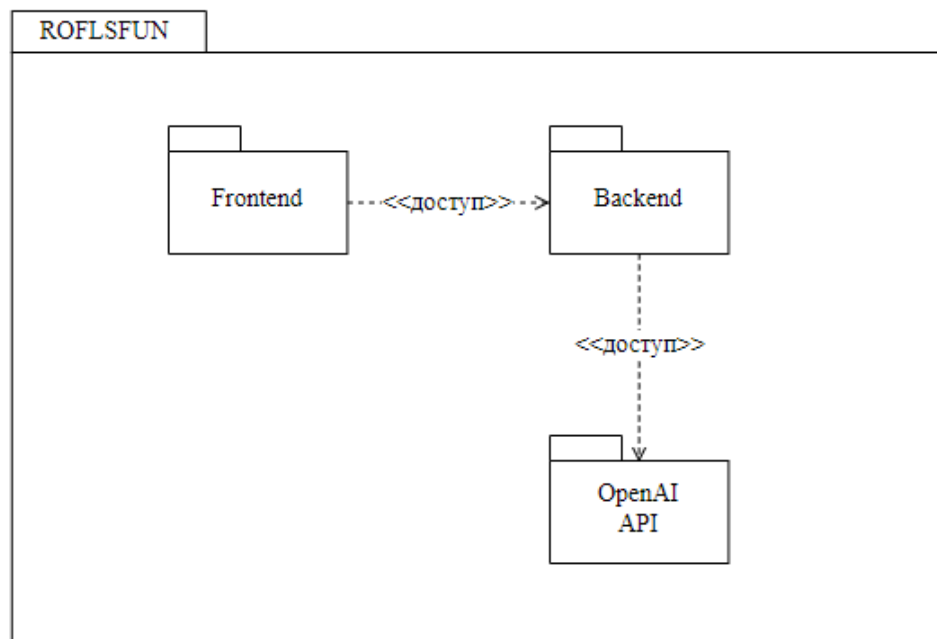 ROFLSFUN
Frontend
<<доступ>>
Backend
<<доступ>>
OpenAI
API